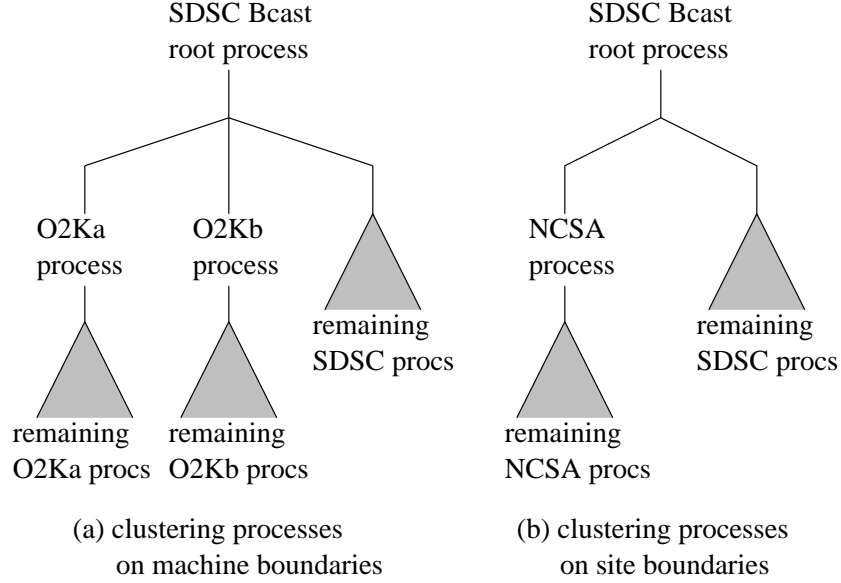 SDSC Bcast
root process
O2Ka
process
O2Kb
process
remaining
SDSC procs
remaining
O2Ka procs
remaining
O2Kb procs
(a) clustering processes
on machine boundaries
SDSC Bcast
root process
NCSA
process
remaining
SDSC procs
remaining
NCSA procs
(b) clustering processes
on site boundaries